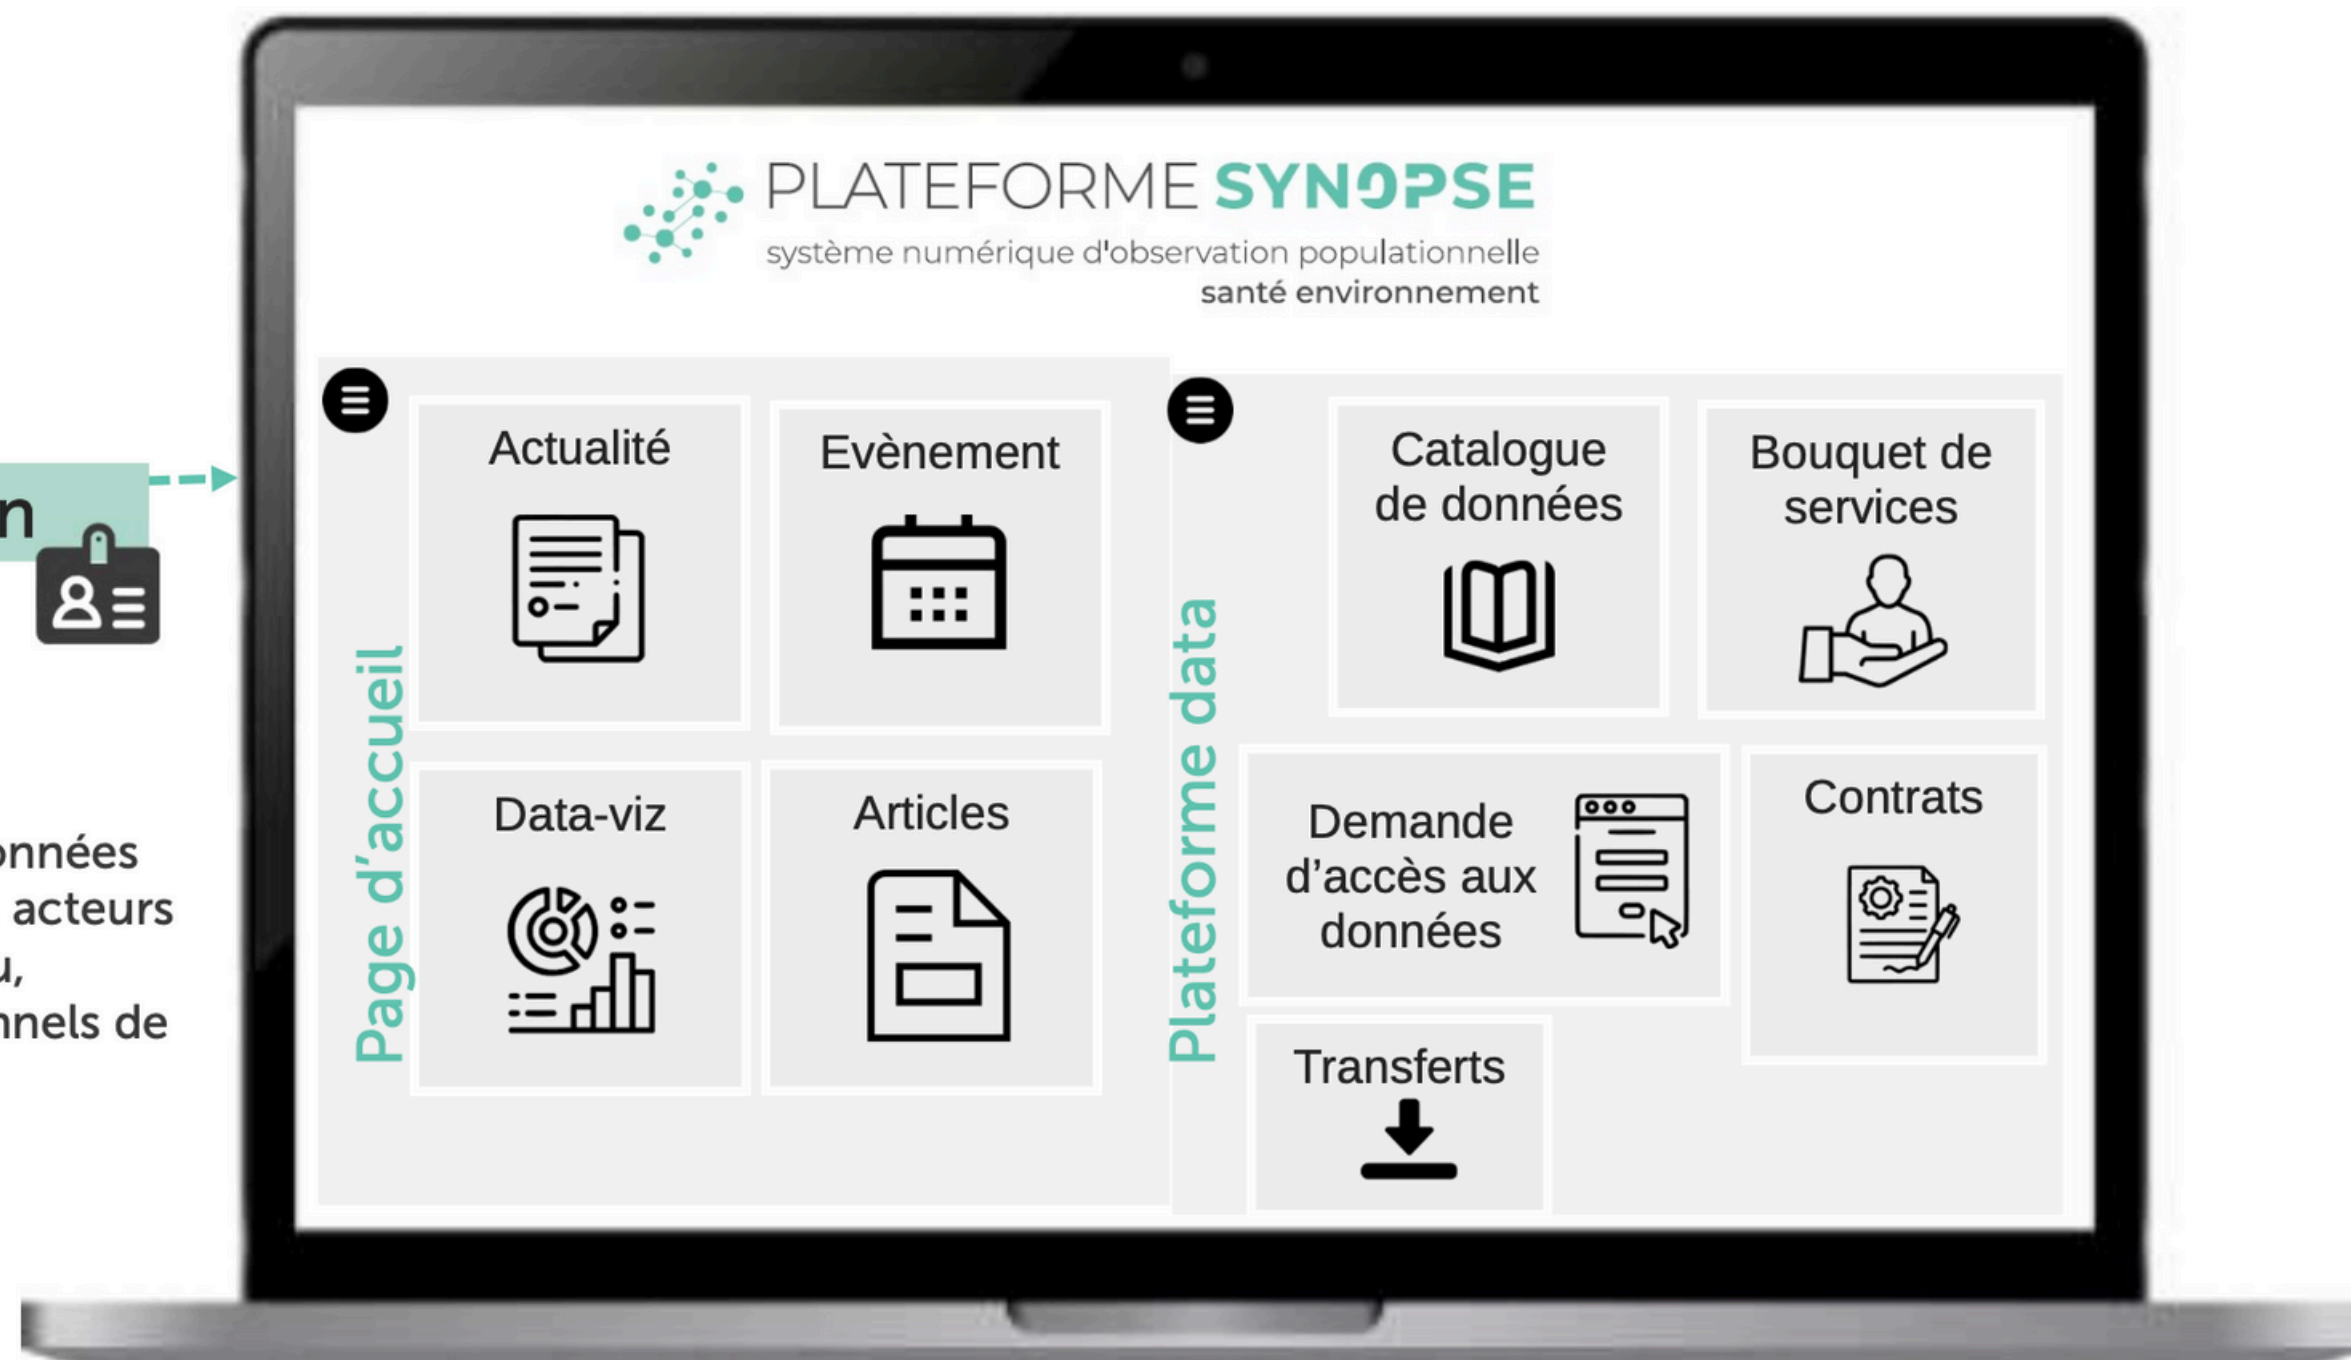 PLATEFORME SYNOPSE
système numérique d'observation populationnelle
santé environnement
n
onnées
acteurs
u,
nnels de
Page d'accueil
Actualité
Evènement
Data-viz
Articles
Plateforme data
Catalogue
de données
Bouquet de
services
Demande
d'accès aux
données
Contrats
Transferts